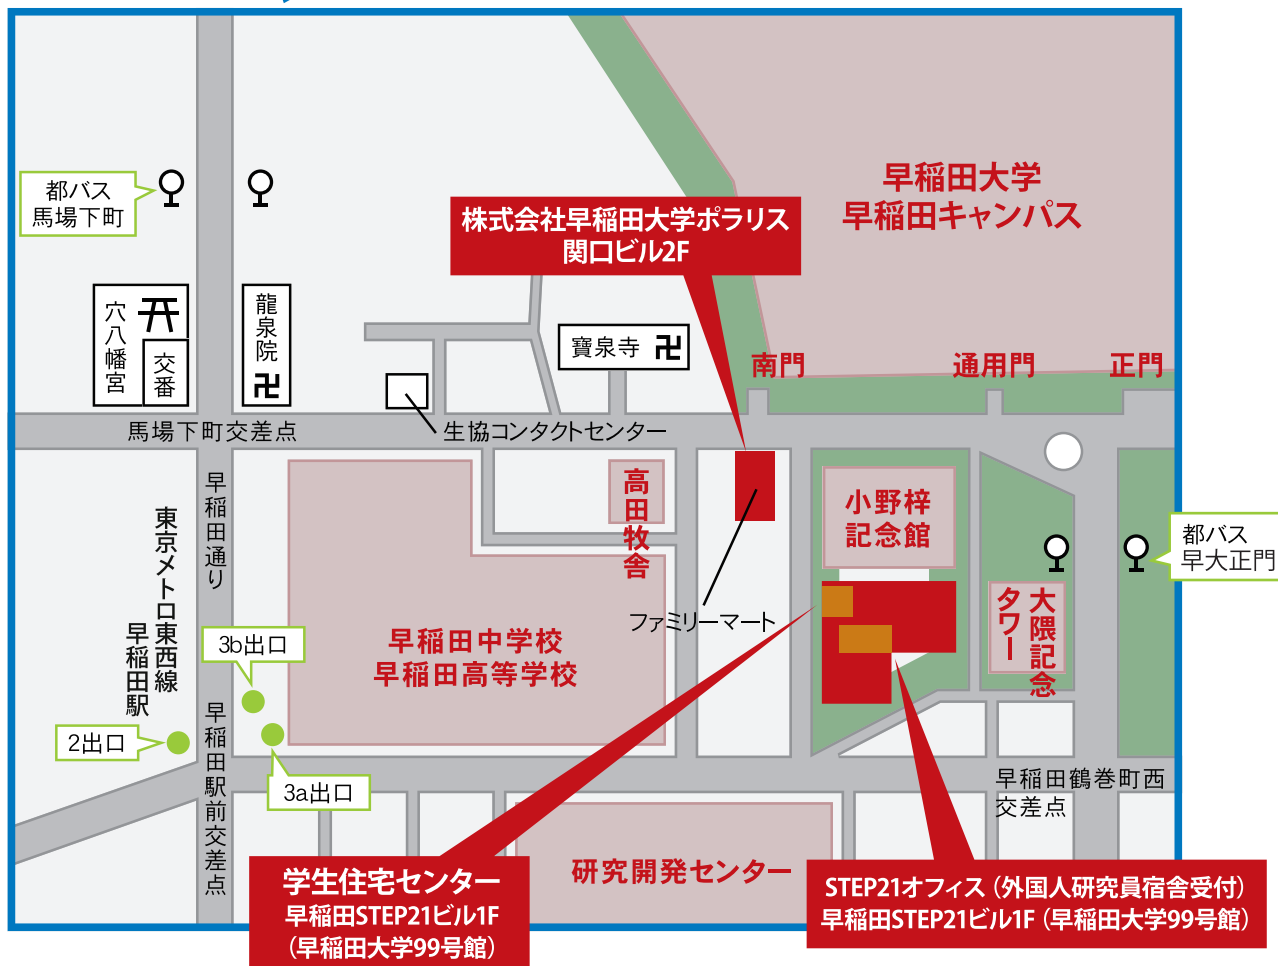 早稲田大学
早稲田キャンパス
都バス
馬場下町
株式会社早稲田大学ポラリス
関口ビル2F
穴八幡宮
交番
龍泉院
寶泉寺
南門
通用門
正門
馬場下町交差点
生協コンタクトセンター
早稲田通り
高田牧舎
小野梓
記念館
都バス
早大正門
東京メトロ東西線
早稲田駅
ファミリーマート
大隈記念
タワー
3b出口
早稲田中学校
早稲田高等学校
2出口
早稲田駅前交差点
3a出口
早稲田鶴巻町西
交差点
研究開発センター
学生住宅センター
早稲田STEP21ビル1F
（早稲田大学99号館）
STEP21オフィス（外国人研究員宿舎受付）
早稲田STEP21ビル1F（早稲田大学99号館）